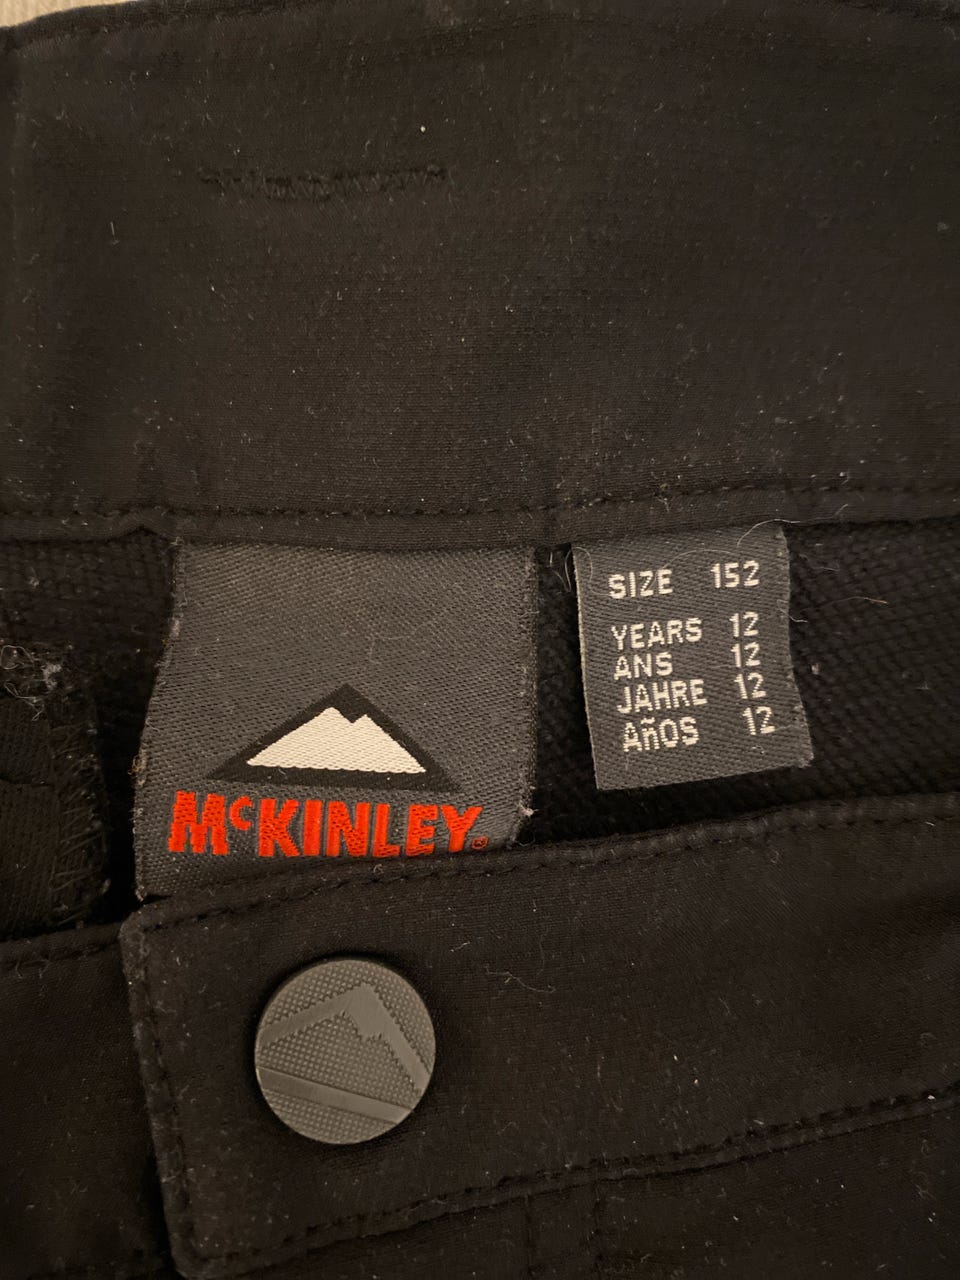 McKINLEY®
SIZE 152
YEARS 12
ANS 12
JAHRE 12
AñOS 12